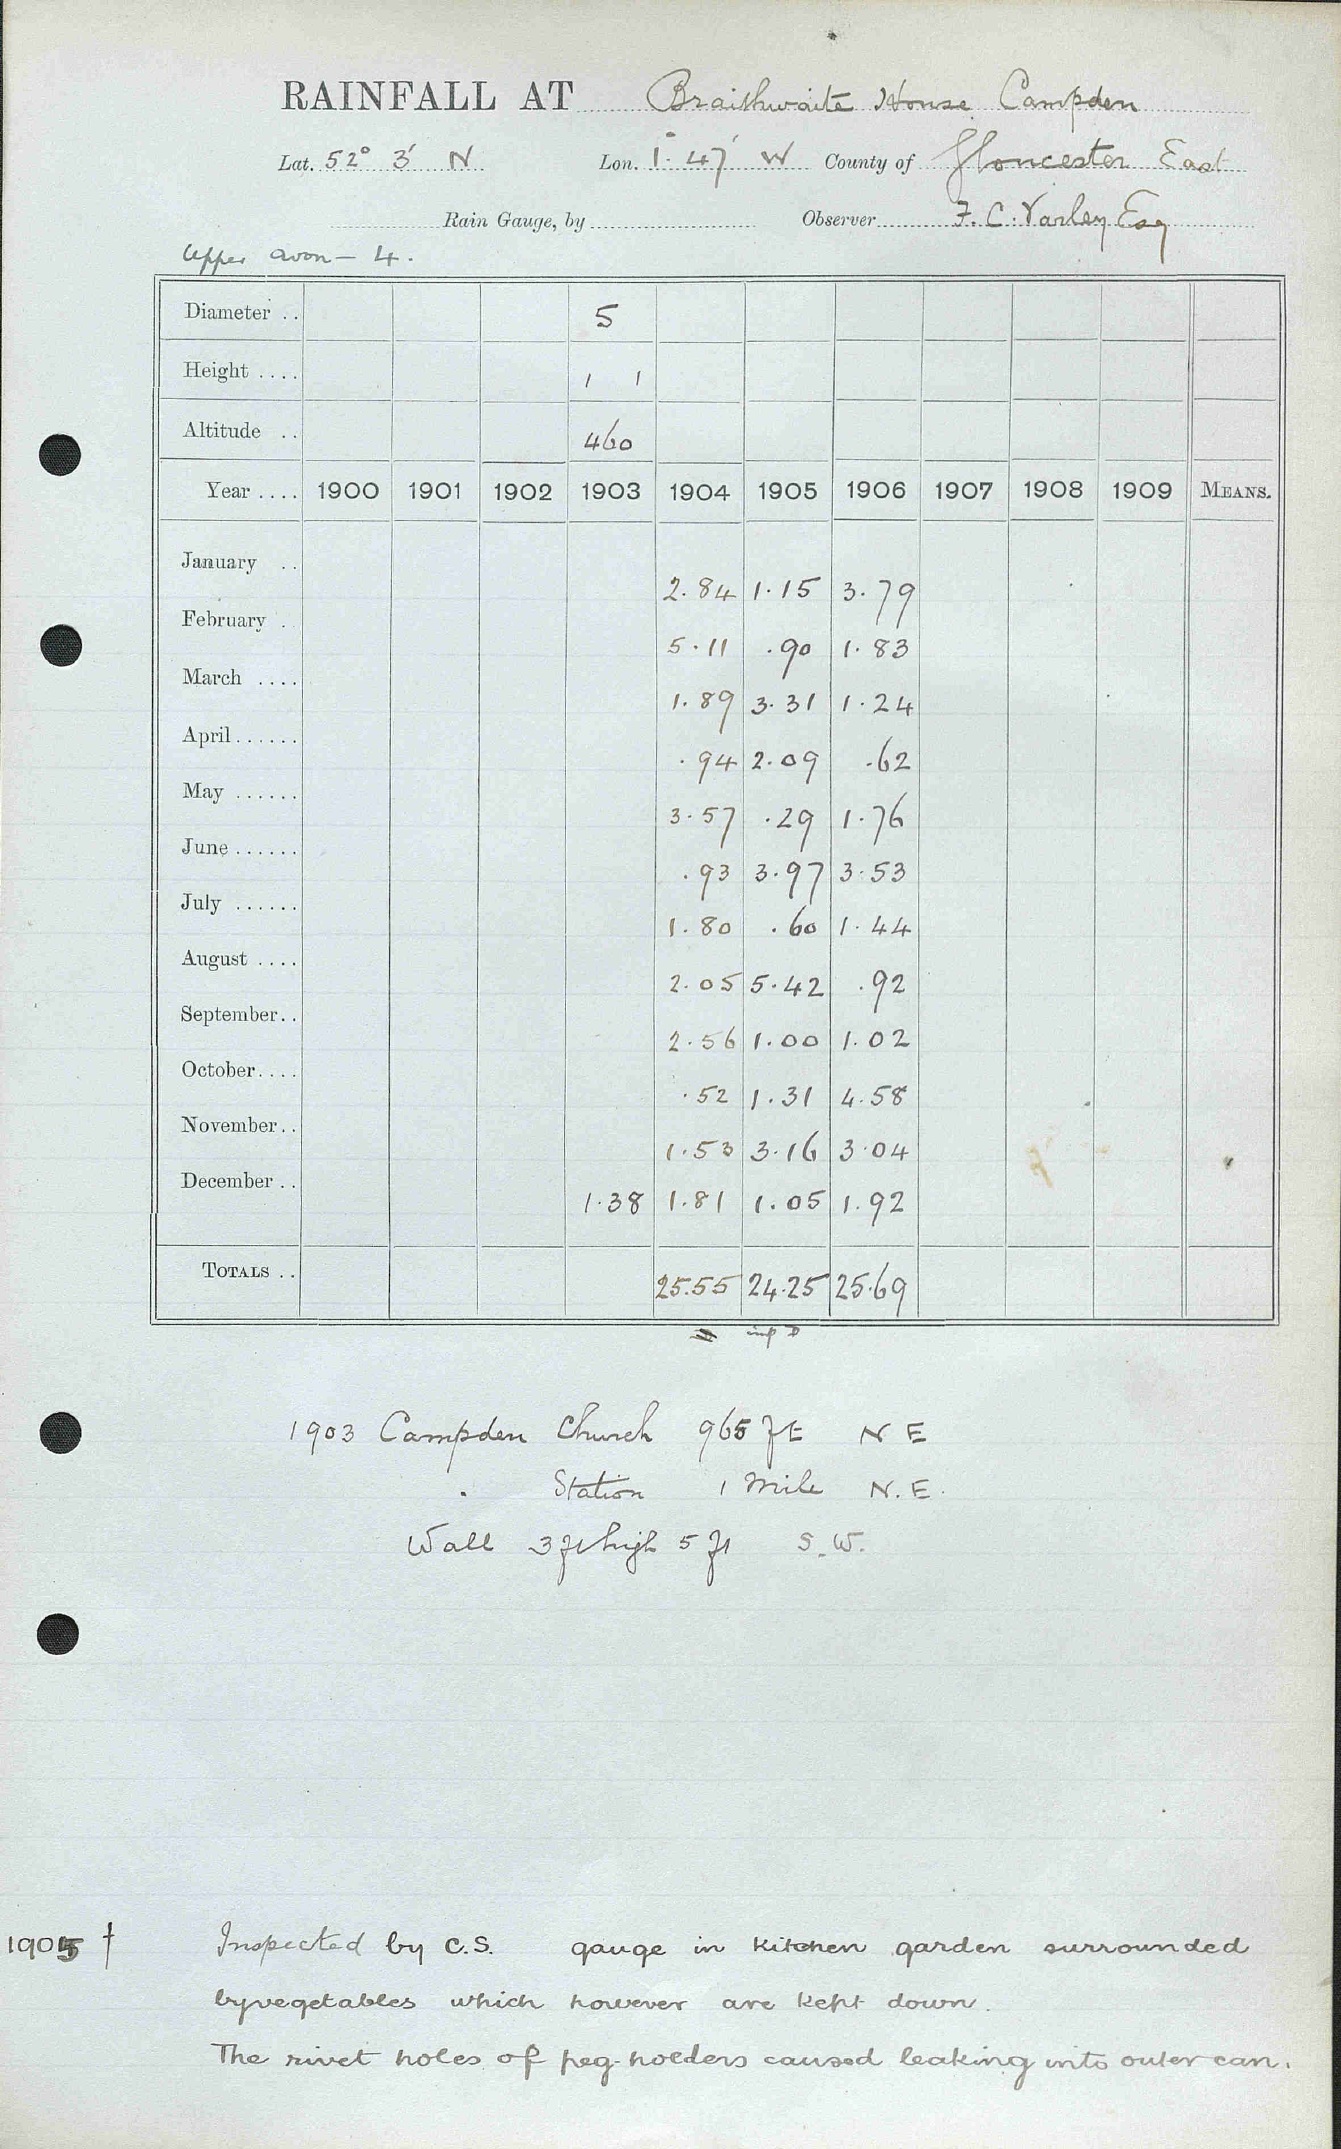 RAINFALL AT Braithwaite House Campden
Lat. 52° 3' N Lon. 1° 47' W County of Gloucester East
Rain Gauge, by Observer F. C. Varley Esq
Upper Avon - 4.
Diameter .. 5
Height .... 1 1
Altitude .. 460
Year .... 1900 1901 1902 1903 1904 1905 1906 1907 1908 1909 MEANS.
January .. 2.84 1.15 3.79
February . 5.11 .90 1.83
March .... 1.89 3.31 1.24
April ...... .94 2.09 .62
May ...... 3.57 .29 1.76
June ...... .93 3.97 3.53
July ...... 1.80 .60 1.44
August .... 2.05 5.42 .92
September .. 2.56 1.00 1.02
October .... .52 1.31 4.58
November .. 1.53 3.16 3.04
December .. 1.38 1.81 1.05 1.92
TOTALS .. 25.55 24.25 25.69
1903 Campden Church 965 ft N E
Station 1 Mile N.E.
Wall 3 ft high 5 ft S.W.
1905 † Inspected by C.S. gauge in kitchen garden surrounded
by vegetables which however are kept down.
The rivet holes of peg-holders caused leaking into outer can.